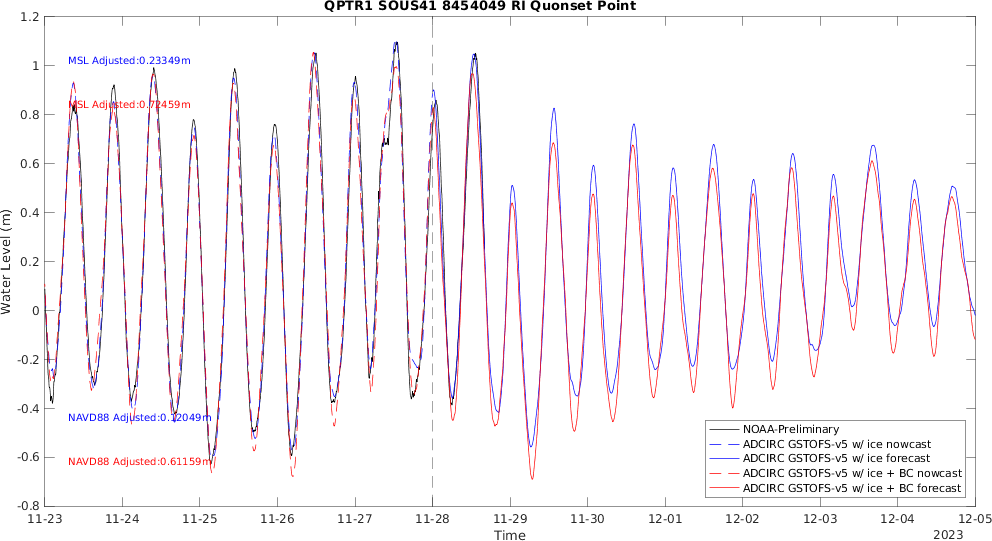 QPTR1 SOUS41 8454049 RI Quonset Point
1.2
1
0.8
0.6
0.4
0.2
0
-0.2
-0.4
-0.6
-0.8
Water Level (m)
MSL Adjusted:0.23349m
MSL Adjusted:0.72459m
NAVD88 Adjusted:0.12049m
NAVD88 Adjusted:0.61159m
NOAA-Preliminary
ADCIRC GSTOFS-v5 w/ ice nowcast
ADCIRC GSTOFS-v5 w/ ice forecast
ADCIRC GSTOFS-v5 w/ ice + BC nowcast
ADCIRC GSTOFS-v5 w/ ice + BC forecast
11-23 11-24 11-25 11-26 11-27 11-28 11-29 11-30 12-01 12-02 12-03 12-04 12-05
Time
2023